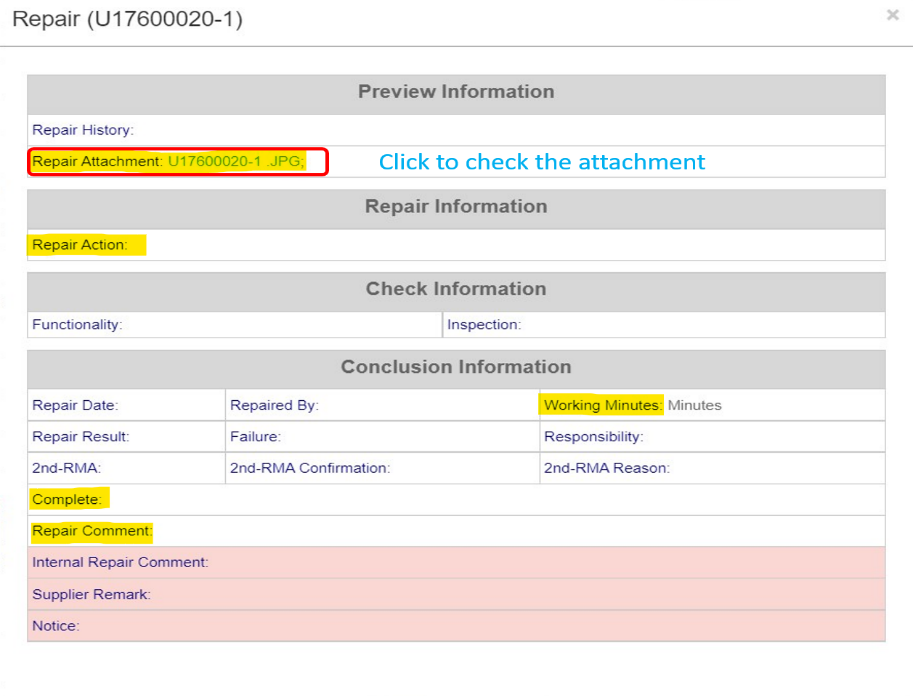 Repair (U17600020-1) ×
Preview Information
Repair History:
Repair Attachment: U17600020-1 .JPG; Click to check the attachment
Repair Information
Repair Action:
Check Information
Functionality: Inspection:
Conclusion Information
Repair Date: Repaired By: Working Minutes: Minutes
Repair Result: Failure: Responsibility:
2nd-RMA: 2nd-RMA Confirmation: 2nd-RMA Reason:
Complete:
Repair Comment:
Internal Repair Comment:
Supplier Remark:
Notice: